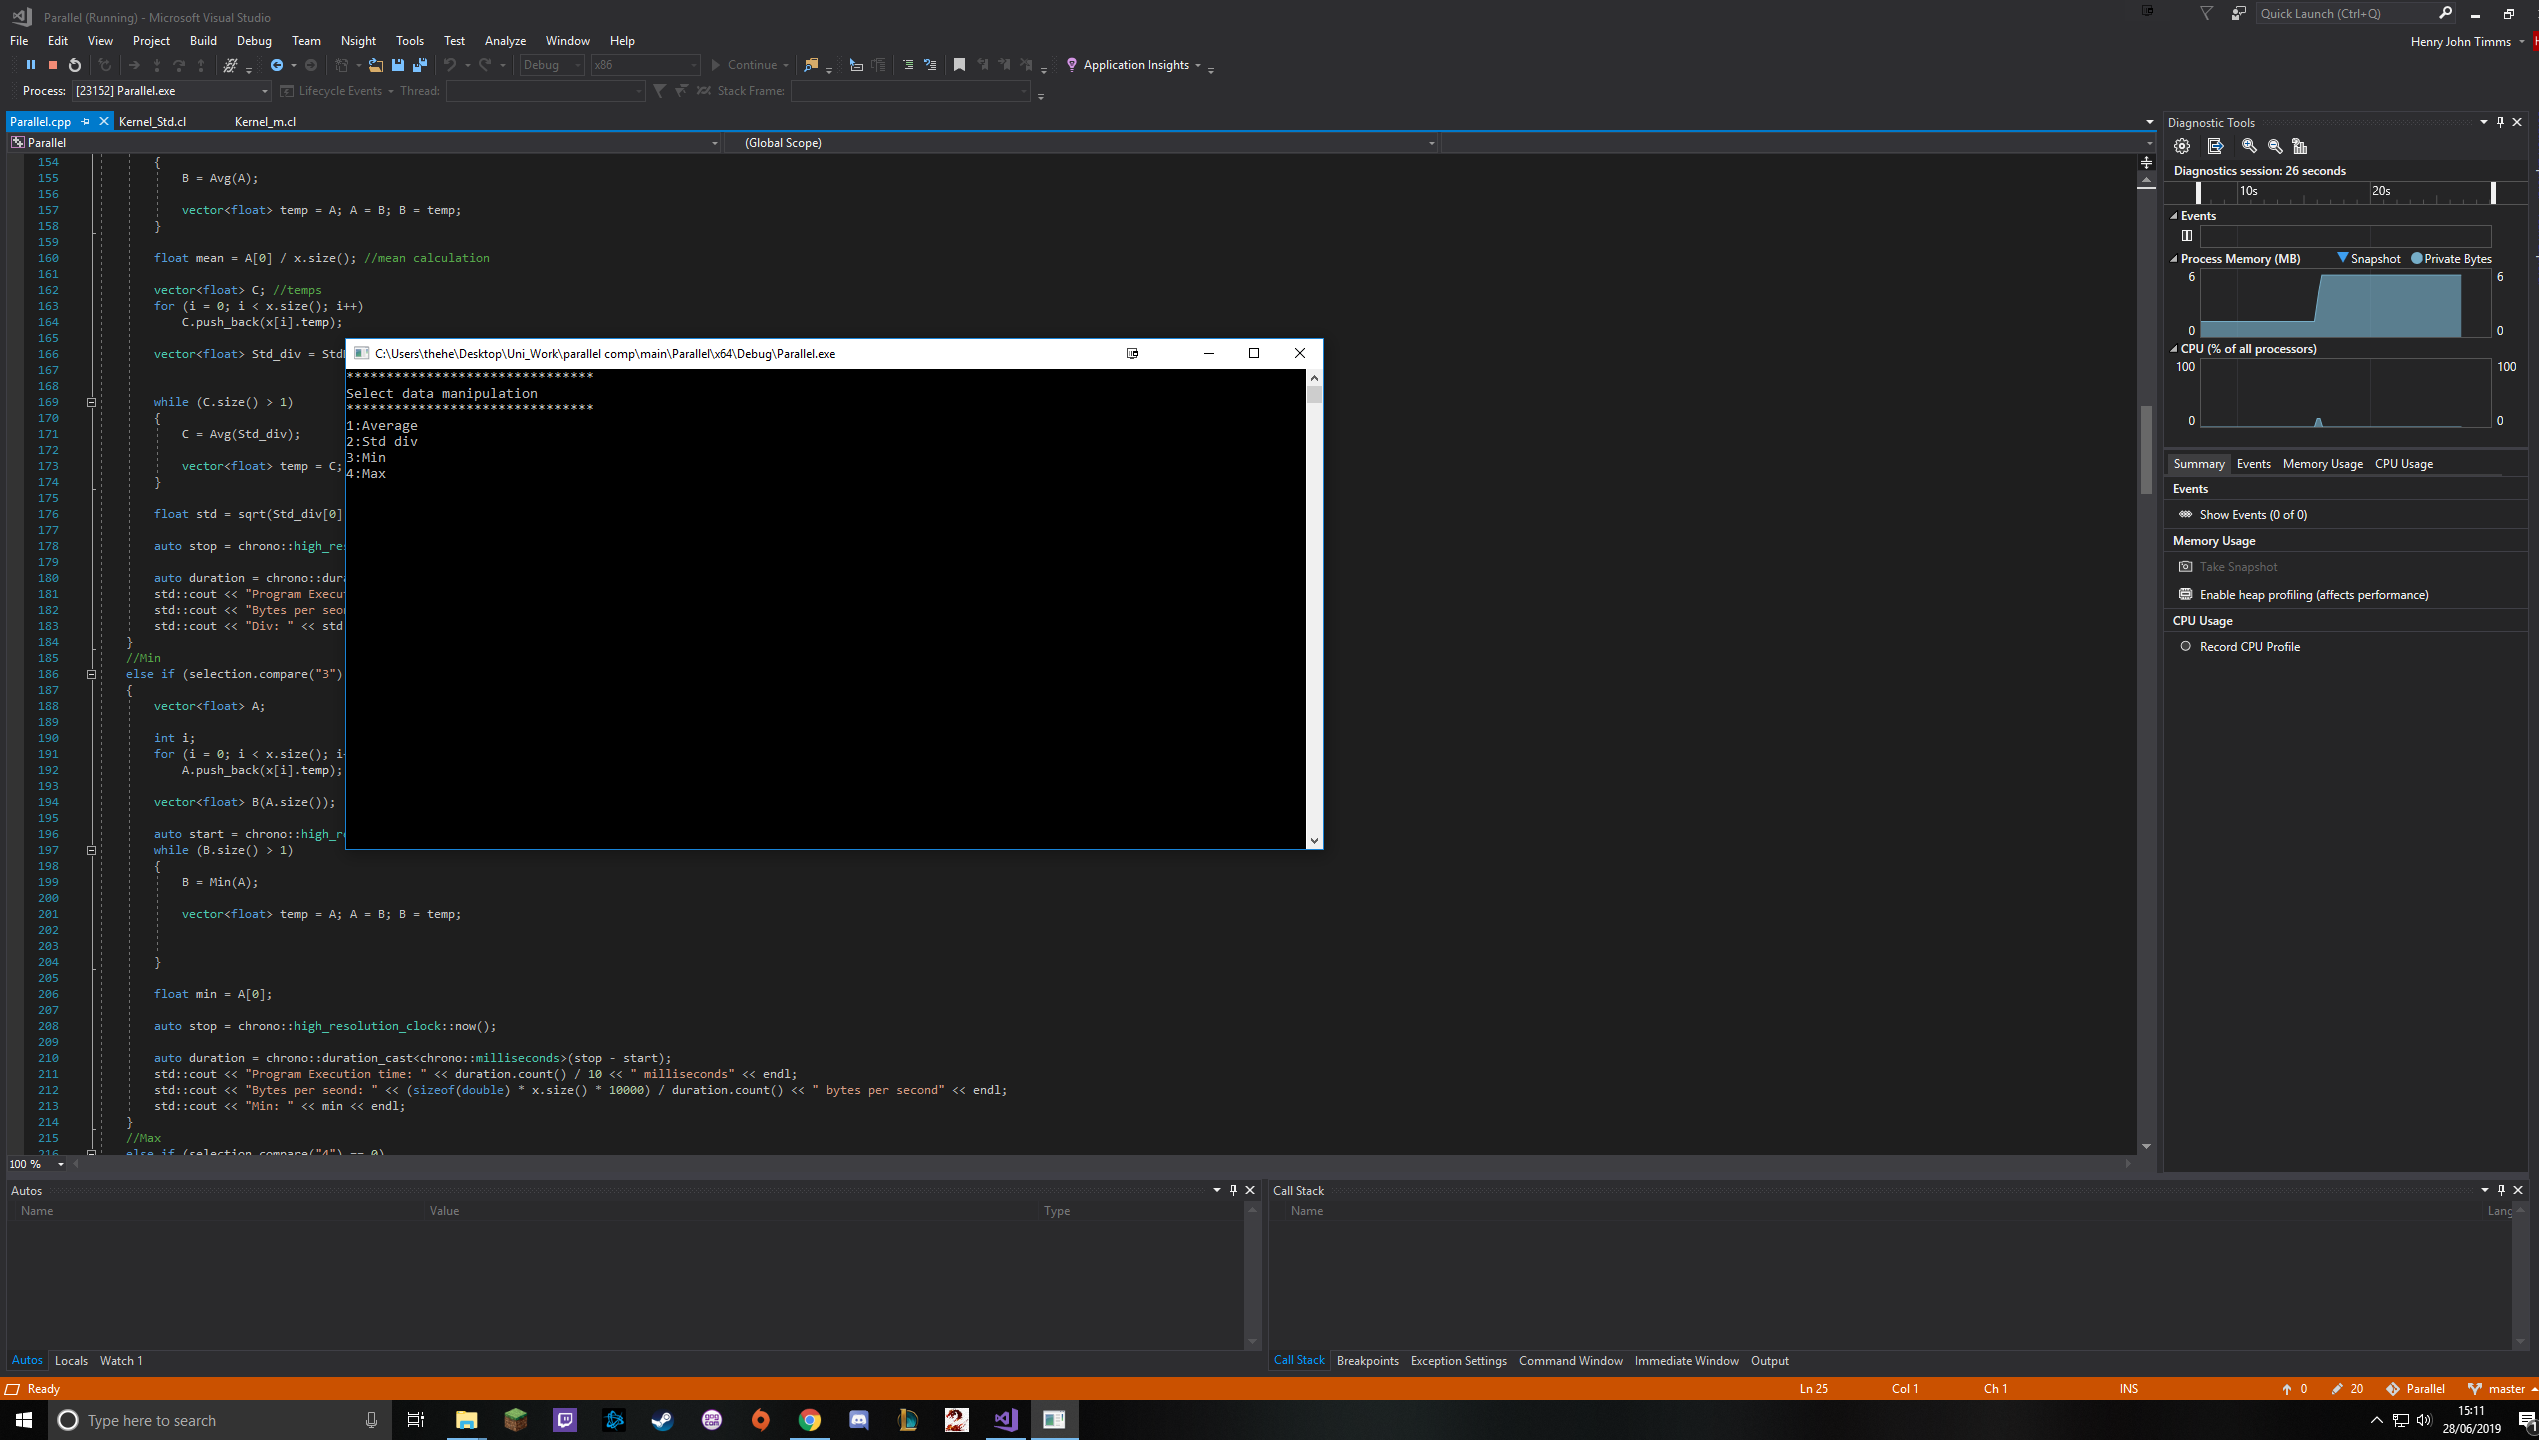 Parallel (Running) - Microsoft Visual Studio
Quick Launch (Ctrl+Q)
File Edit View Project Build Debug Team Nsight Tools Test Analyze Window Help
Henry John Timms
Debug x86 Continue Application Insights
Process: [23152] Parallel.exe Lifecycle Events Thread: Stack Frame:
Parallel.cpp Kernel_Std.cl Kernel_m.cl
Parallel (Global Scope)
154 {
155 B = Avg(A);
156
157 vector<float> temp = A; A = B; B = temp;
158 }
159
160 float mean = A[0] / x.size(); //mean calculation
161
162 vector<float> C; //temps
163 for (i = 0; i < x.size(); i++)
164 C.push_back(x[i].temp);
165
166 vector<float> Std_div = Std
167
168
169 while (C.size() > 1)
170 {
171 C = Avg(Std_div);
172
173 vector<float> temp = C;
174 }
175
176 float std = sqrt(Std_div[0]
177
178 auto stop = chrono::high_re
179
180 auto duration = chrono::dur
181 std::cout << "Program Execu
182 std::cout << "Bytes per seo
183 std::cout << "Div: " << std
184 }
185 //Min
186 else if (selection.compare("3")
187 {
188 vector<float> A;
189
190 int i;
191 for (i = 0; i < x.size(); i
192 A.push_back(x[i].temp);
193
194 vector<float> B(A.size());
195
196 auto start = chrono::high_r
197 while (B.size() > 1)
198 {
199 B = Min(A);
200
201 vector<float> temp = A; A = B; B = temp;
202
203
204 }
205
206 float min = A[0];
207
208 auto stop = chrono::high_resolution_clock::now();
209
210 auto duration = chrono::duration_cast<chrono::milliseconds>(stop - start);
211 std::cout << "Program Execution time: " << duration.count() / 10 << " milliseconds" << endl;
212 std::cout << "Bytes per seond: " << (sizeof(double) * x.size() * 10000) / duration.count() << " bytes per second" << endl;
213 std::cout << "Min: " << min << endl;
214 }
215 //Max
216 else if (selection.compare("4") == 0)
100 %
C:\Users\thehe\Desktop\Uni_Work\parallel comp\main\Parallel\x64\Debug\Parallel.exe
*******************************
Select data manipulation
*******************************
1:Average
2:Std div
3:Min
4:Max
Diagnostic Tools
Diagnostics session: 26 seconds
10s 20s
Events
Process Memory (MB) Snapshot Private Bytes
6 6
0 0
CPU (% of all processors)
100 100
0 0
Summary Events Memory Usage CPU Usage
Events
Show Events (0 of 0)
Memory Usage
Take Snapshot
Enable heap profiling (affects performance)
CPU Usage
Record CPU Profile
Autos
Name Value Type
Autos Locals Watch 1
Call Stack
Name Lang
Call Stack Breakpoints Exception Settings Command Window Immediate Window Output
Ready Ln 25 Col 1 Ch 1 INS 0 20 Parallel master
Type here to search
15:11
28/06/2019